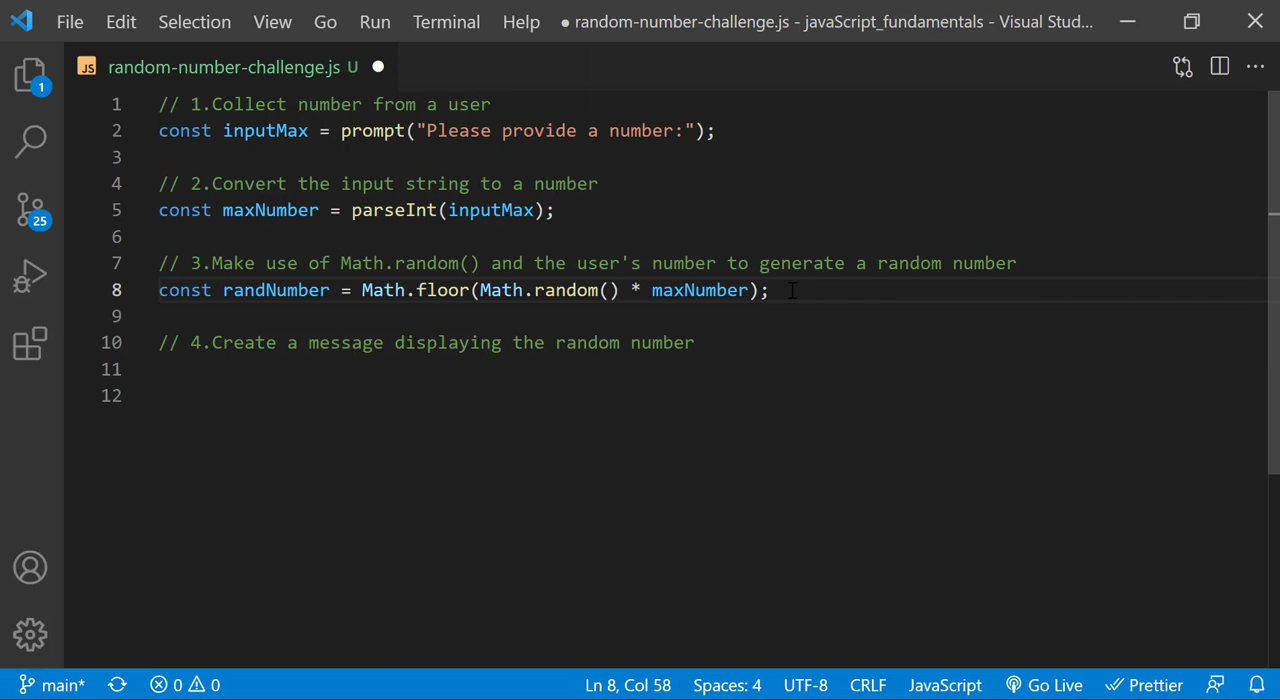 File Edit Selection View Go Run Terminal Help ● random-number-challenge.js - javaScript_fundamentals - Visual Stud...
JS random-number-challenge.js U
1 // 1.Collect number from a user
2 const inputMax = prompt("Please provide a number:");
3
4 // 2.Convert the input string to a number
5 const maxNumber = parseInt(inputMax);
6
7 // 3.Make use of Math.random() and the user's number to generate a random number
8 const randNumber = Math.floor(Math.random() * maxNumber);
9
10 // 4.Create a message displaying the random number
11
12
1
25
main* 0 0 Ln 8, Col 58 Spaces: 4 UTF-8 CRLF JavaScript Go Live Prettier